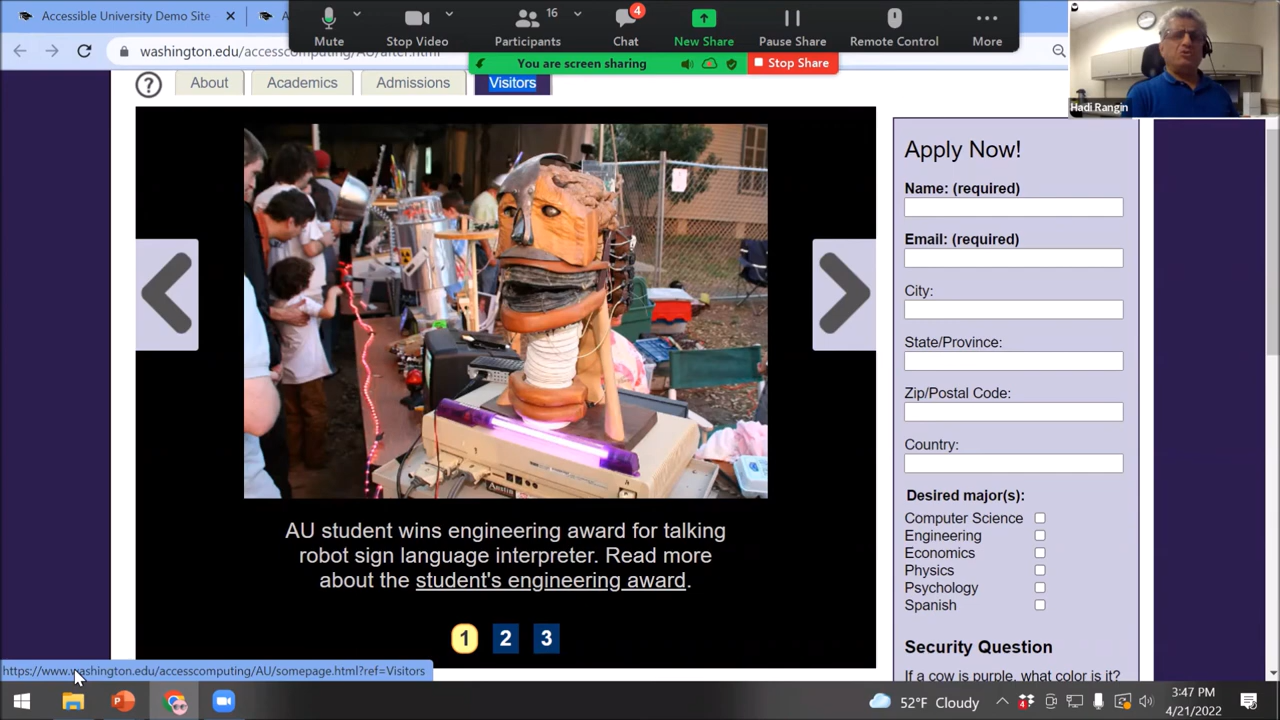 Accessible University Demo Site
16
4
Mute
Stop Video
Participants
Chat
New Share
Pause Share
Remote Control
More
washington.edu/accesscomputing/AU/after.html
You are screen sharing
Stop Share
Hadi Rangin
About
Academics
Admissions
Visitors
Apply Now!
Name: (required)
Email: (required)
City:
State/Province:
Zip/Postal Code:
Country:
Desired major(s):
Computer Science
Engineering
Economics
Physics
Psychology
Spanish
Security Question
If a cow is purple, what color is it?
AU student wins engineering award for talking
robot sign language interpreter. Read more
about the student's engineering award.
1
2
3
https://www.washington.edu/accesscomputing/AU/somepage.html?ref=Visitors
52°F Cloudy
3:47 PM
4/21/2022